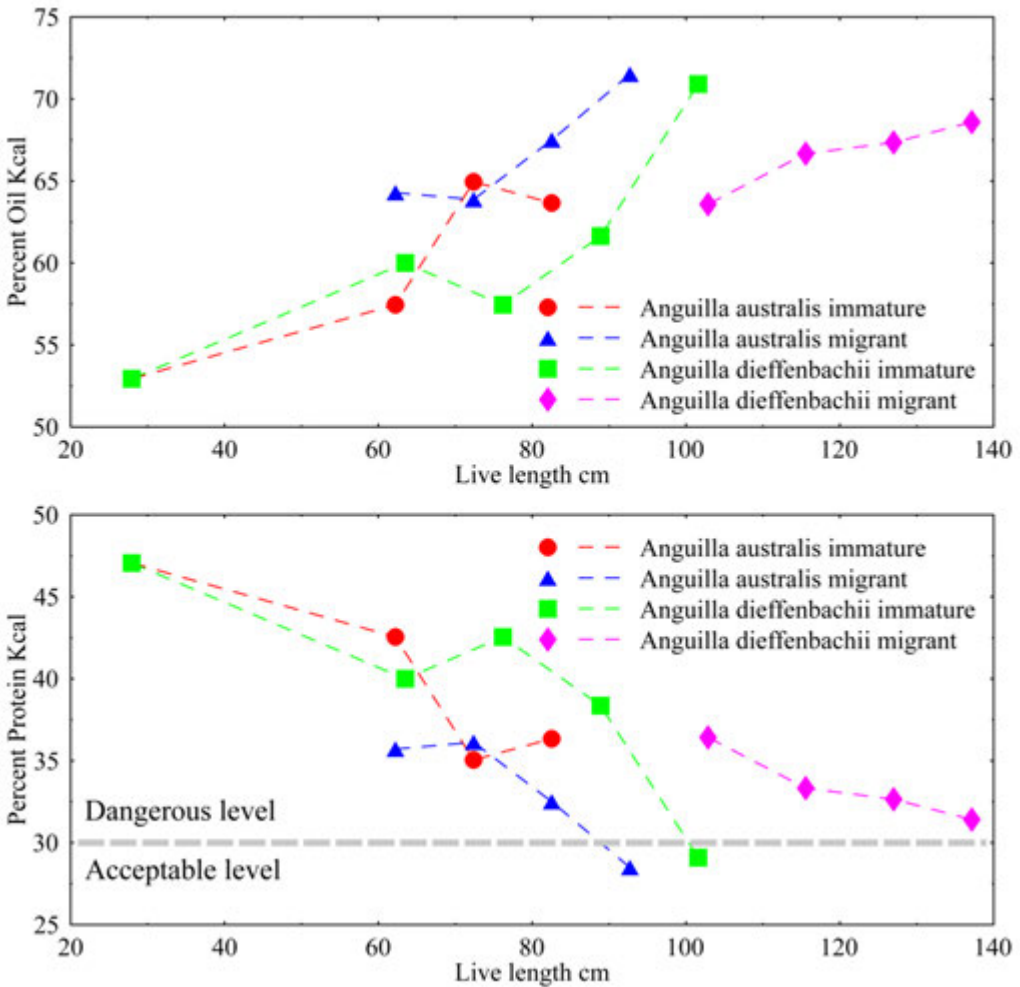 75
70
65
60
55
50
Percent Oil Kcal
Anguilla australis immature
Anguilla australis migrant
Anguilla dieffenbachii immature
Anguilla dieffenbachii migrant
20 40 60 80 100 120 140
Live length cm
50
45
40
35
30
25
Percent Protein Kcal
Anguilla australis immature
Anguilla australis migrant
Anguilla dieffenbachii immature
Anguilla dieffenbachii migrant
Dangerous level
Acceptable level
20 40 60 80 100 120 140
Live length cm